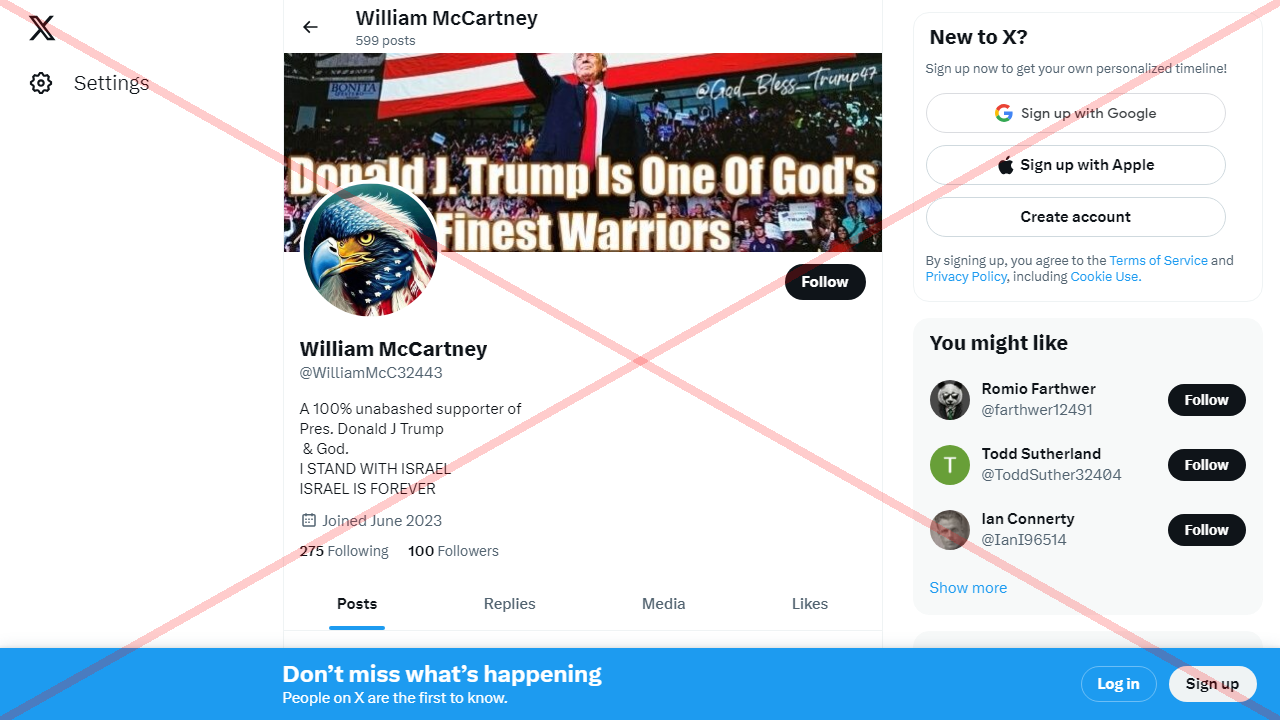 William McCartney
599 posts
Settings
BONITA
@God_Bless_Trump47
Donald J. Trump Is One Of God's
Finest Warriors
TRUMP
Follow
William McCartney
@WilliamMcC32443
A 100% unabashed supporter of
Pres. Donald J Trump
& God.
I STAND WITH ISRAEL
ISRAEL IS FOREVER
Joined June 2023
275 Following 100 Followers
Posts Replies Media Likes
New to X?
Sign up now to get your own personalized timeline!
Sign up with Google
Sign up with Apple
Create account
By signing up, you agree to the Terms of Service and
Privacy Policy, including Cookie Use.
You might like
Romio Farthwer
@farthwer12491
Follow
T
Todd Sutherland
@ToddSuther32404
Follow
Ian Connerty
@IanI96514
Follow
Show more
Don’t miss what’s happening
People on X are the first to know.
Log in
Sign up